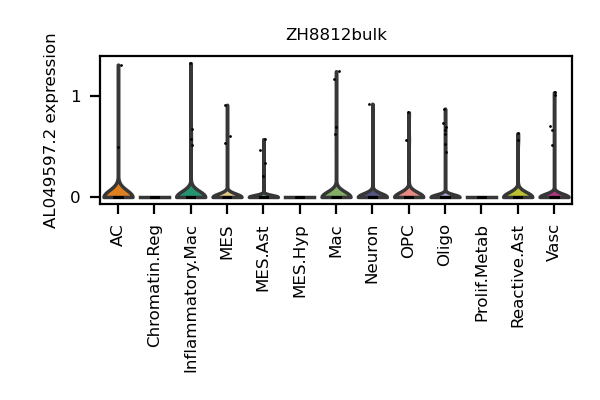 ZH8812bulk
AL049597.2 expression
1
0
AC
Chromatin.Reg
Inflammatory.Mac
MES
MES.Ast
MES.Hyp
Mac
Neuron
OPC
Oligo
Prolif.Metab
Reactive.Ast
Vasc